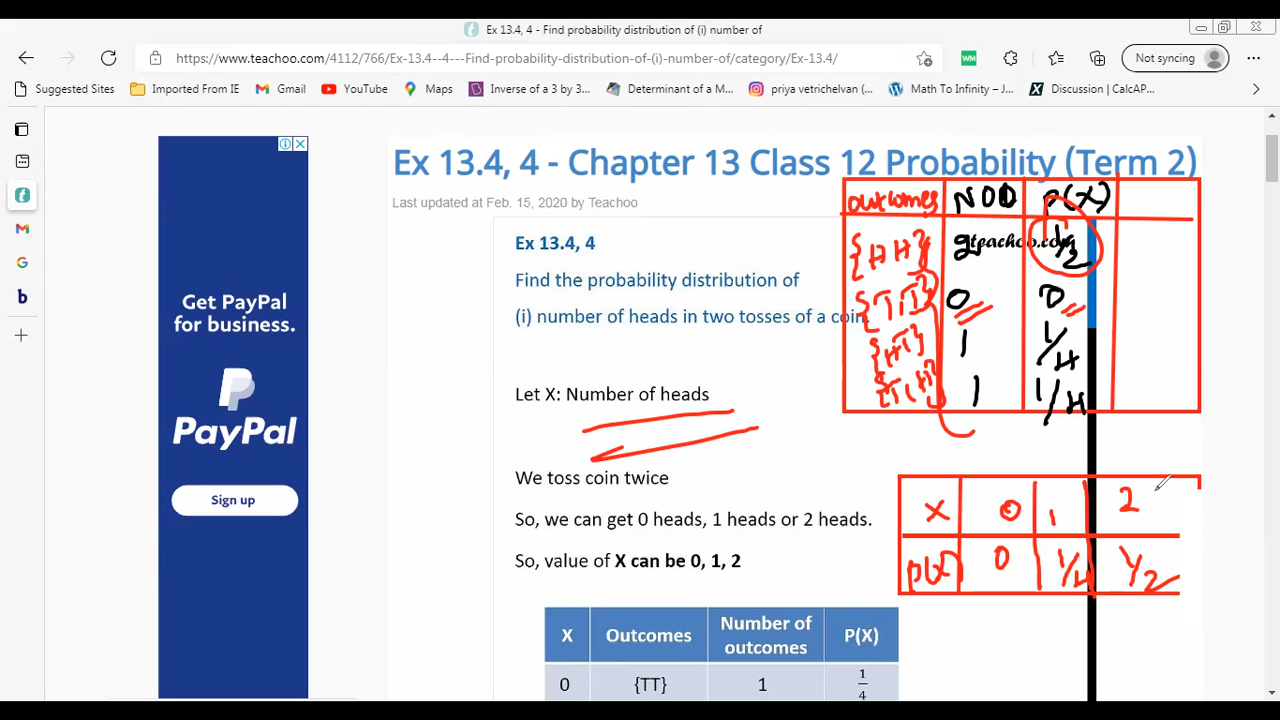 Ex 13.4, 4 - Find probability distribution of (i) number of
https://www.teachoo.com/4112/766/Ex-13.4--4---Find-probability-distribution-of-(i)-number-of/category/Ex-13.4/
Not syncing
Suggested Sites
Imported From IE
Gmail
YouTube
Maps
Inverse of a 3 by 3...
Determinant of a M...
priya vetrichelvan (...
Math To Infinity – J...
Discussion | CalcAP...
Ex 13.4, 4 - Chapter 13 Class 12 Probability (Term 2)
Last updated at Feb. 15, 2020 by Teachoo
Get PayPal
for business.
PayPal
Sign up
Ex 13.4, 4
Find the probability distribution of
(i) number of heads in two tosses of a coin.
Let X: Number of heads
We toss coin twice
So, we can get 0 heads, 1 heads or 2 heads.
So, value of X can be 0, 1, 2
X Outcomes Number of outcomes P(X)
0 {TT} 1 1/4
teachoo.com
outcomes NOO P(X)
{HH} 2 1/2
{T,T} 0 0
{HT} 1 1/4
{T,H} 1 1/4
X 0 1 2
P(X) 0 1/4 1/2